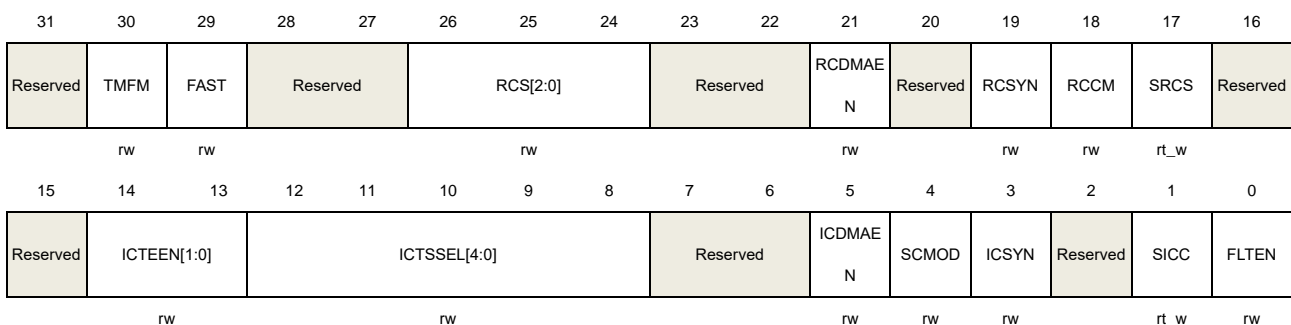 31 30 29 28 27 26 25 24 23 22 21 20 19 18 17 16
Reserved TMFM FAST Reserved RCS[2:0] Reserved RCDMAE
N Reserved RCSYN RCCM SRCS Reserved
rw rw rw rw rw rw rt_w
15 14 13 12 11 10 9 8 7 6 5 4 3 2 1 0
Reserved ICTEEN[1:0] ICTSSEL[4:0] Reserved ICDMAE
N SCMOD ICSYN Reserved SICC FLTEN
rw rw rw rw rw rt_w rw